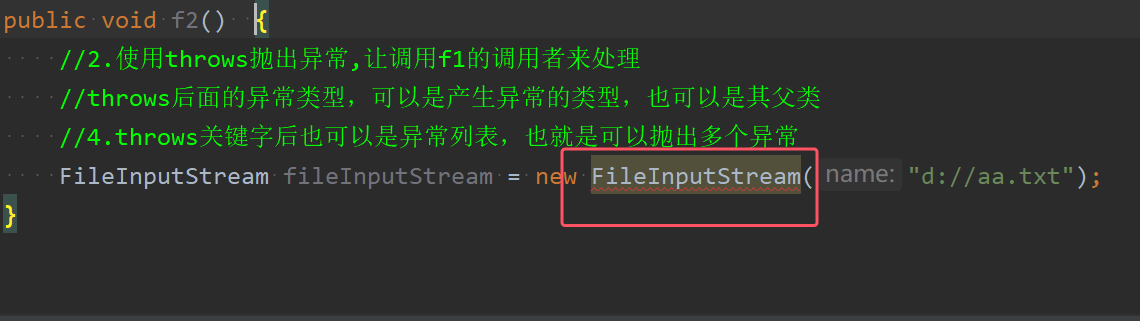 public void f2()  {
//2.使用throws抛出异常,让调用f1的调用者来处理
//throws后面的异常类型，可以是产生异常的类型，也可以是其父类
//4.throws关键字后也可以是异常列表，也就是可以抛出多个异常
FileInputStream fileInputStream = new FileInputStream( name: "d://aa.txt");
}